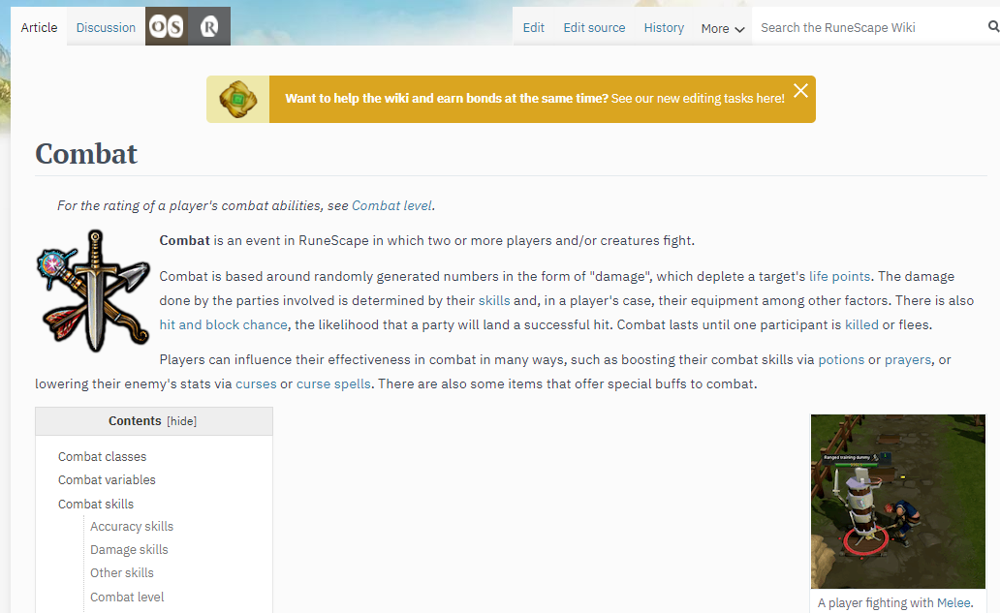 Article Discussion OS R Edit Edit source History More Search the RuneScape Wiki
Want to help the wiki and earn bonds at the same time? See our new editing tasks here!
Combat
For the rating of a player's combat abilities, see Combat level.
Combat is an event in RuneScape in which two or more players and/or creatures fight.
Combat is based around randomly generated numbers in the form of "damage", which deplete a target's life points. The damage
done by the parties involved is determined by their skills and, in a player's case, their equipment among other factors. There is also
hit and block chance, the likelihood that a party will land a successful hit. Combat lasts until one participant is killed or flees.
Players can influence their effectiveness in combat in many ways, such as boosting their combat skills via potions or prayers, or
lowering their enemy's stats via curses or curse spells. There are also some items that offer special buffs to combat.
Contents [hide]
Combat classes
Combat variables
Combat skills
Accuracy skills
Damage skills
Other skills
Combat level
Ranged training dummy
A player fighting with Melee.